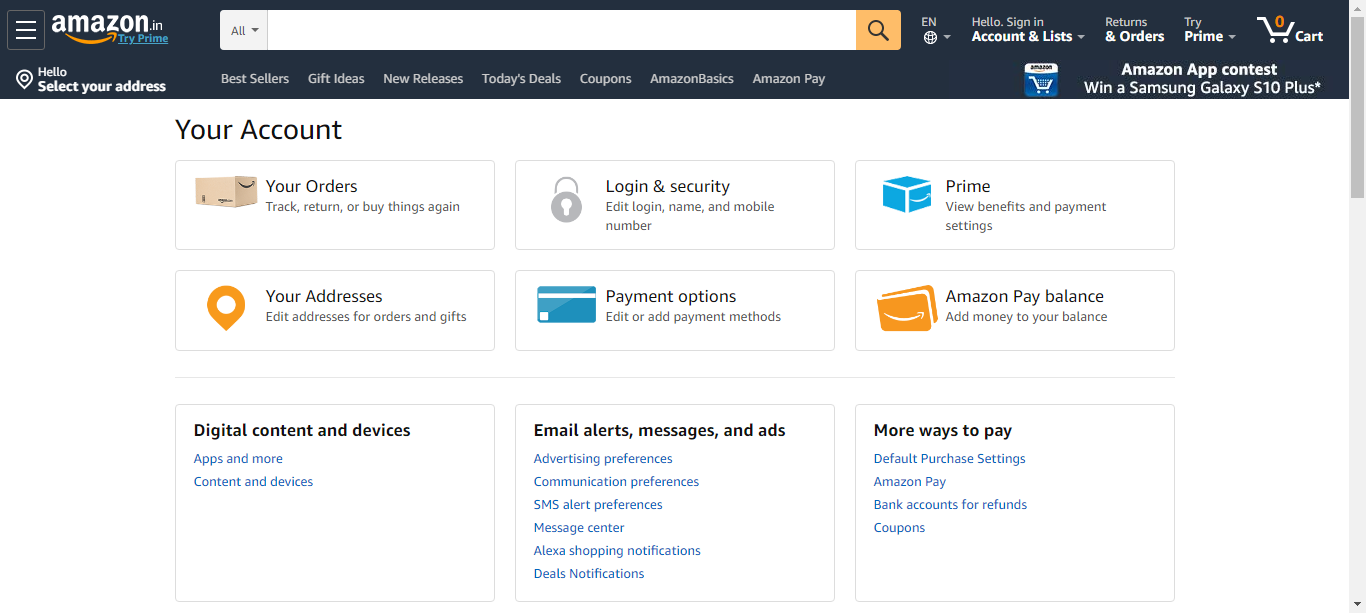 amazon.in
Try Prime
All
EN
Hello. Sign in
Account & Lists
Returns
& Orders
Try
Prime
0
Cart
Hello
Select your address
Best Sellers
Gift Ideas
New Releases
Today's Deals
Coupons
AmazonBasics
Amazon Pay
amazon
Amazon App contest
Win a Samsung Galaxy S10 Plus*
Your Account
Your Orders
Track, return, or buy things again
Login & security
Edit login, name, and mobile
number
Prime
View benefits and payment
settings
Your Addresses
Edit addresses for orders and gifts
Payment options
Edit or add payment methods
Amazon Pay balance
Add money to your balance
Digital content and devices
Apps and more
Content and devices
Email alerts, messages, and ads
Advertising preferences
Communication preferences
SMS alert preferences
Message center
Alexa shopping notifications
Deals Notifications
More ways to pay
Default Purchase Settings
Amazon Pay
Bank accounts for refunds
Coupons